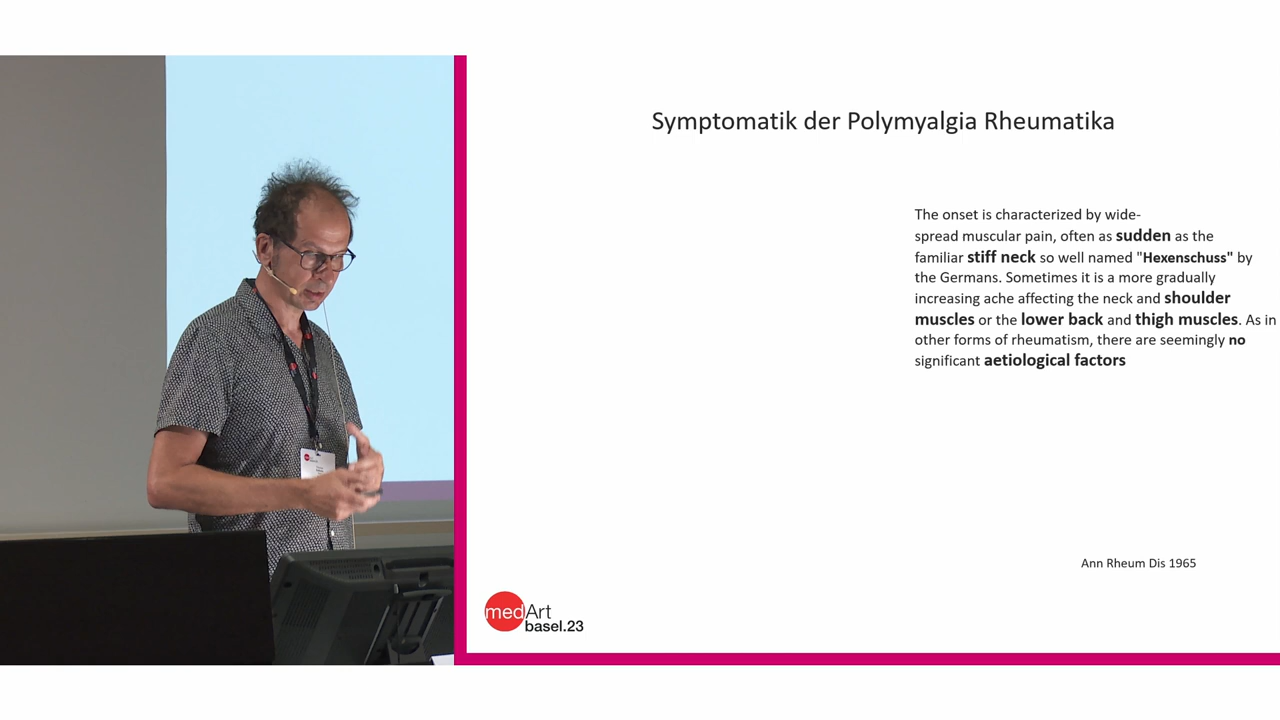 Symptomatik der Polymyalgia Rheumatika
The onset is characterized by wide-
spread muscular pain, often as sudden as the
familiar stiff neck so well named "Hexenschuss" by
the Germans. Sometimes it is a more gradually
increasing ache affecting the neck and shoulder
muscles or the lower back and thigh muscles. As in
other forms of rheumatism, there are seemingly no
significant aetiological factors
Ann Rheum Dis 1965
medArt
basel.23